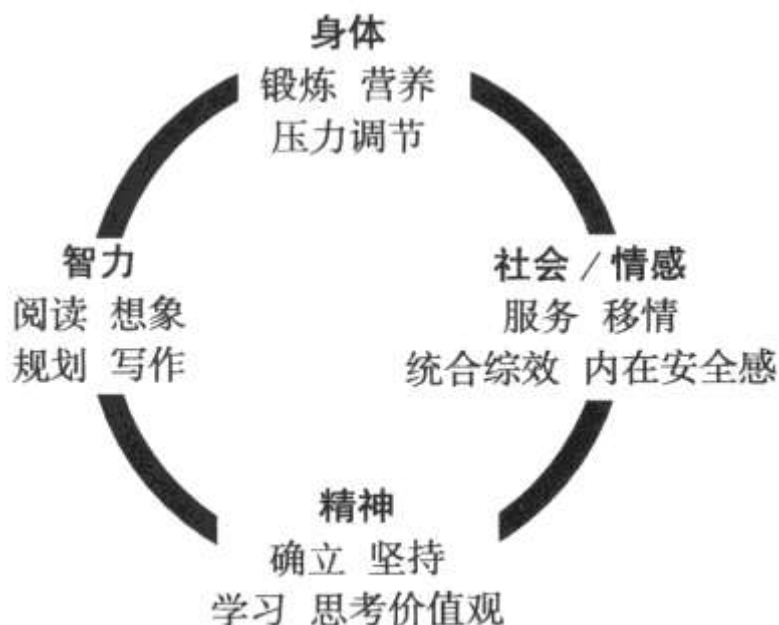 身体
锻炼 营养
压力调节
智力
阅读 想象
规划 写作
社会 / 情感
服务 移情
统合综效 内在安全感
精神
确立 坚持
学习 思考价值观